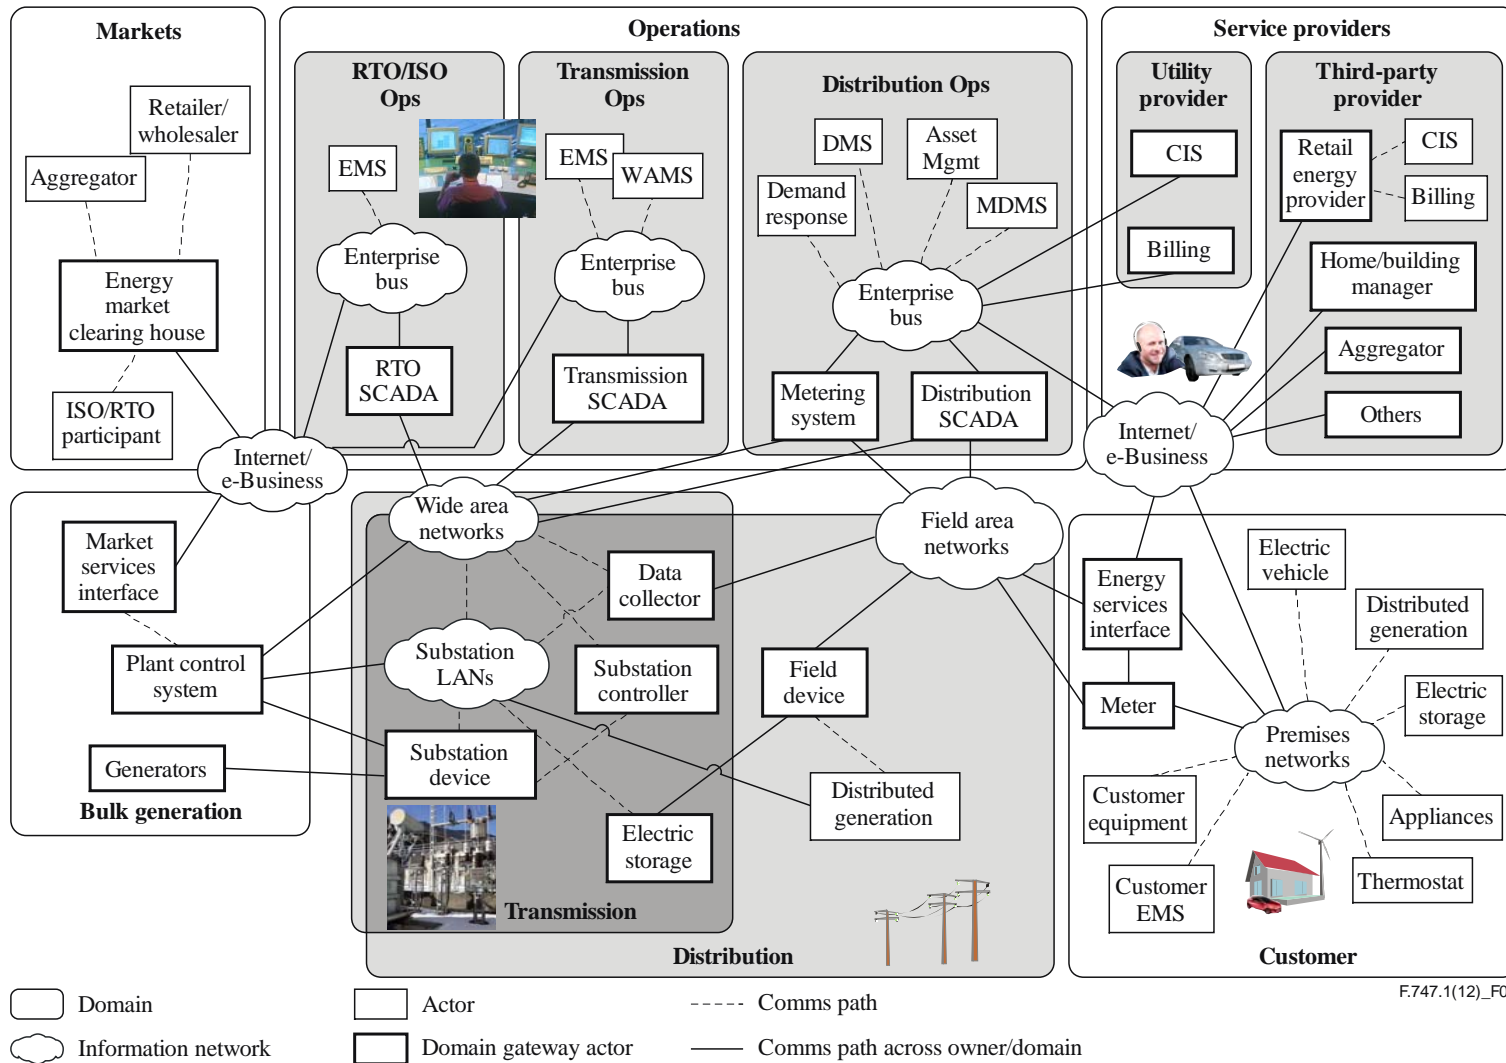 Markets
Operations
Service providers
RTO/ISO
Ops
Transmission
Ops
Distribution Ops
Utility
provider
Third-party
provider
Retailer/
wholesaler
Aggregator
Energy
market
clearing house
ISO/RTO
participant
EMS
Enterprise
bus
RTO
SCADA
EMS
WAMS
Enterprise
bus
Transmission
SCADA
DMS
Asset
Mgmt
Demand
response
MDMS
Enterprise
bus
Metering
system
Distribution
SCADA
CIS
Billing
Retail
energy
provider
CIS
Billing
Home/building
manager
Aggregator
Others
Internet/
e-Business
Internet/
e-Business
Wide area
networks
Field area
networks
Market
services
interface
Plant control
system
Generators
Bulk generation
Data
collector
Substation
LANs
Substation
controller
Substation
device
Electric
storage
Transmission
Field
device
Distributed
generation
Distribution
Energy
services
interface
Meter
Electric
vehicle
Distributed
generation
Electric
storage
Premises
networks
Customer
equipment
Appliances
Customer
EMS
Thermostat
Customer
F.747.1(12)_F0
Domain
Actor
Comms path
Information network
Domain gateway actor
Comms path across owner/domain